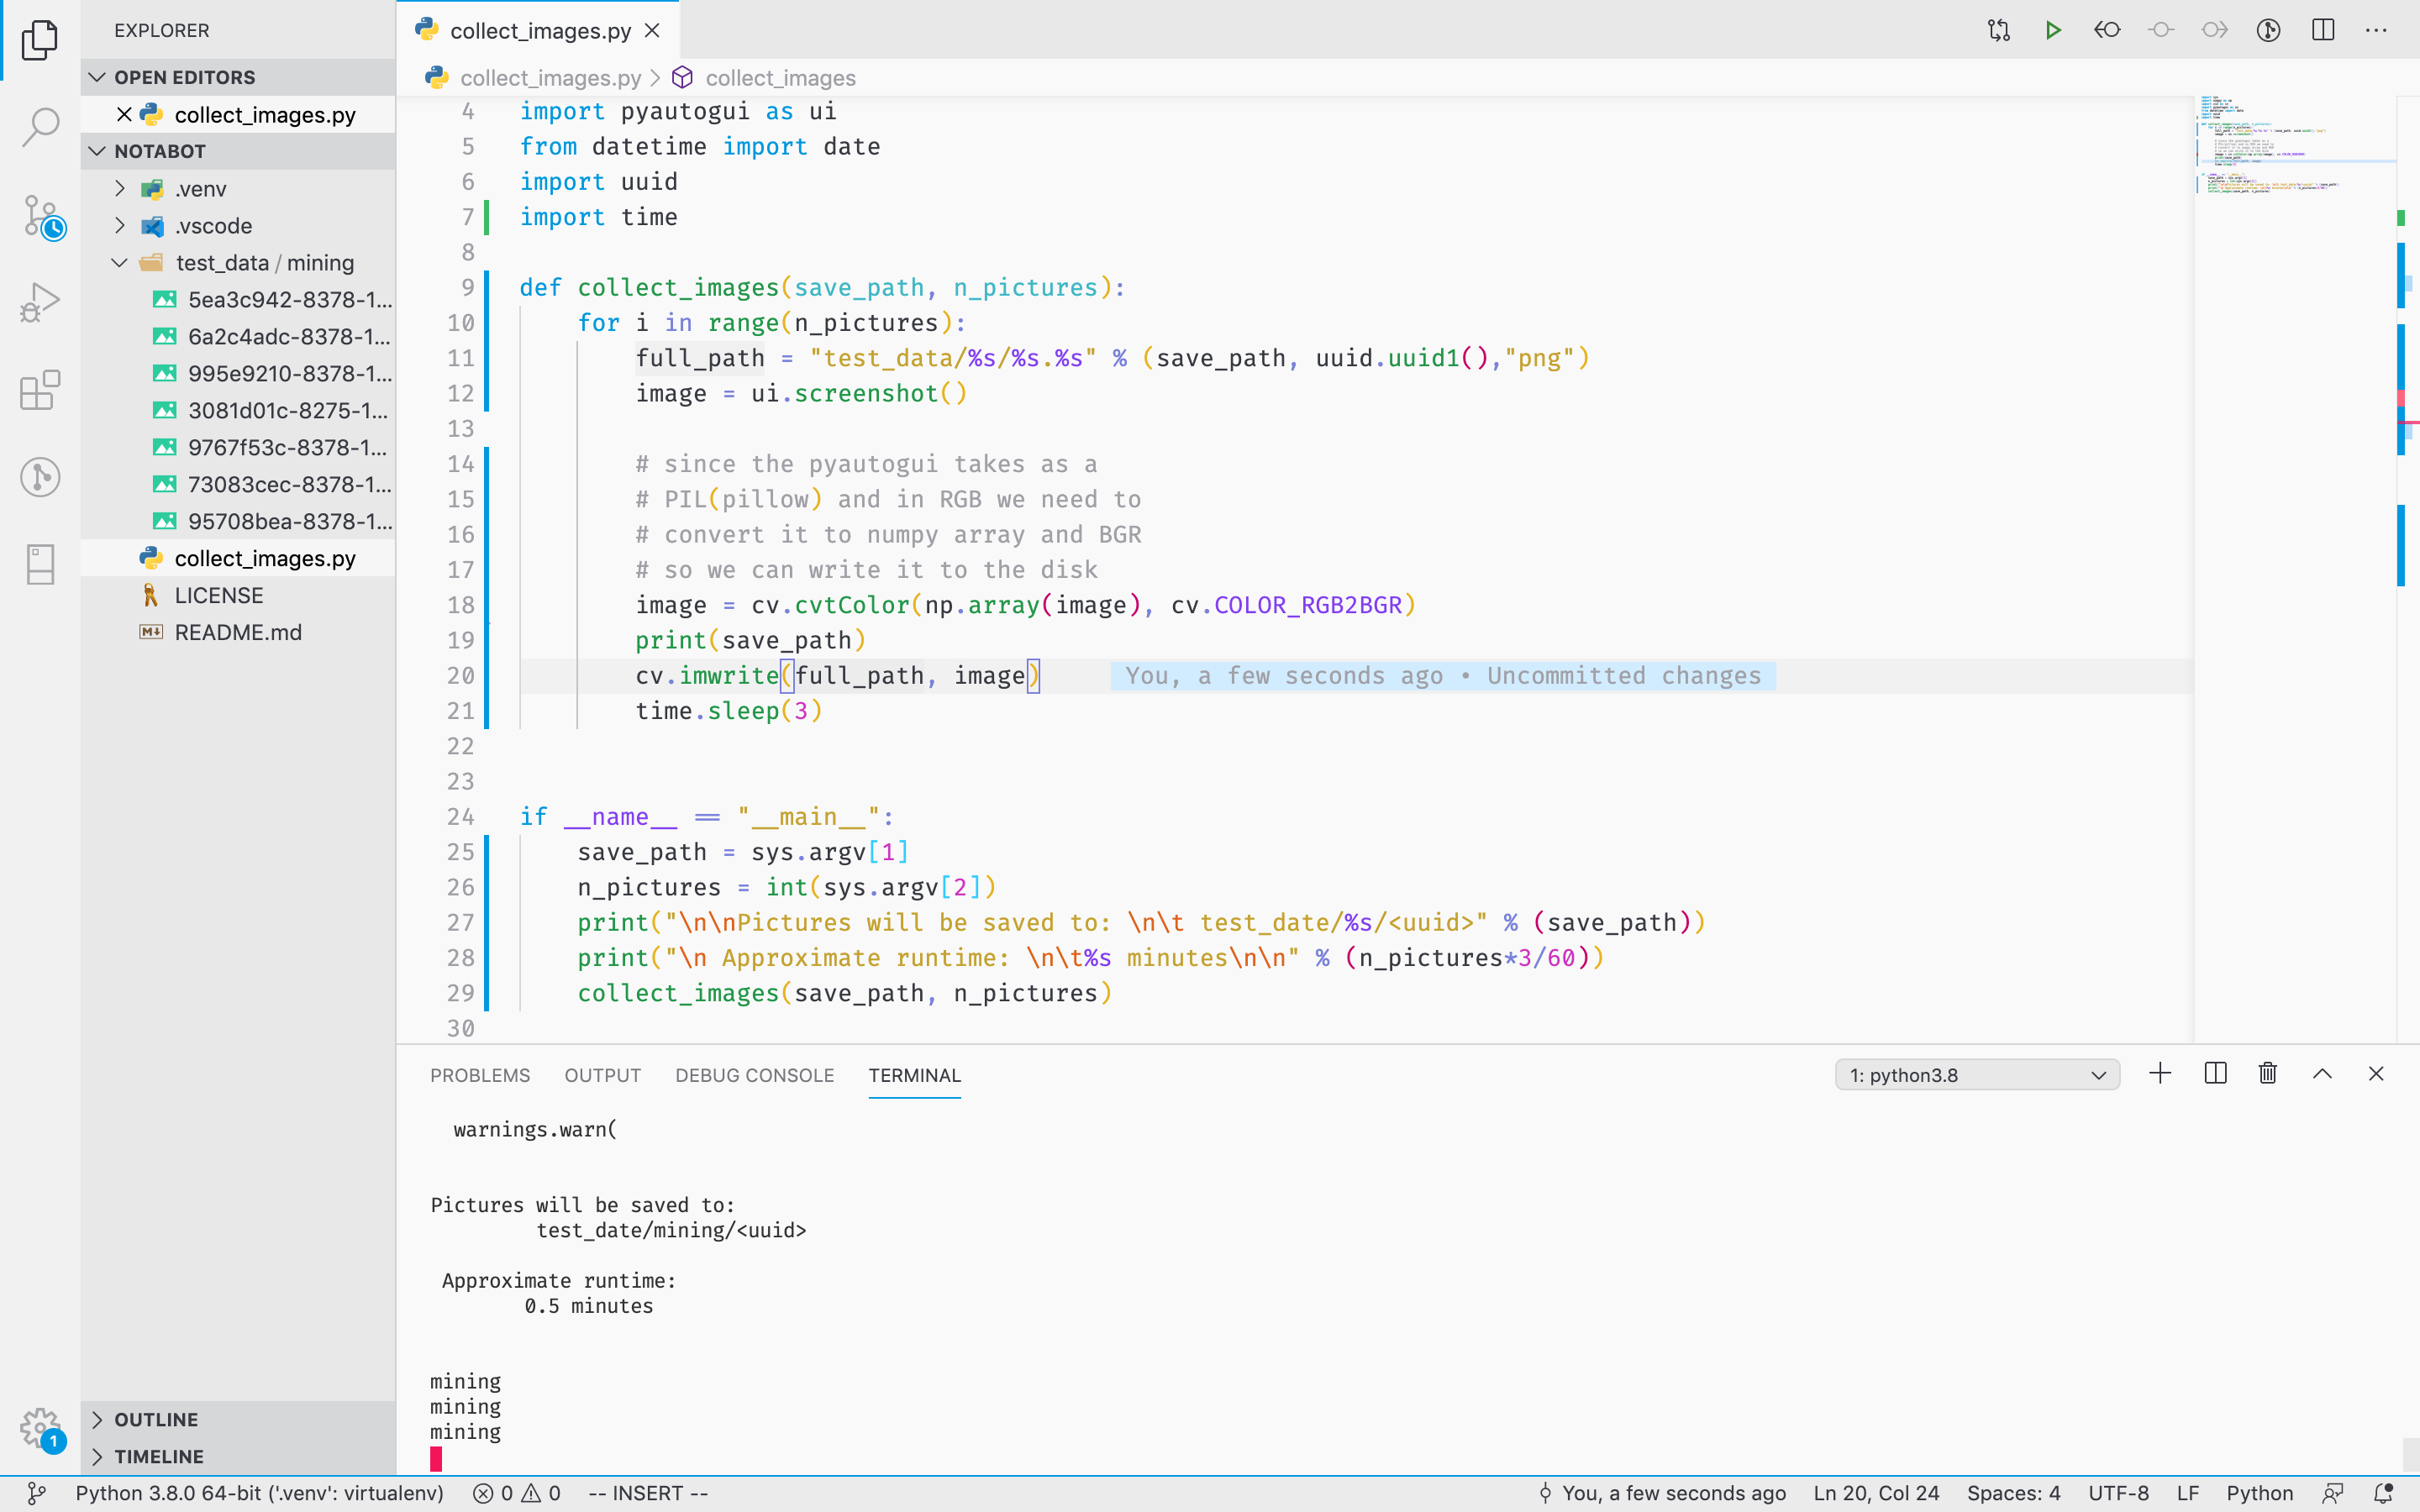 EXPLORER
OPEN EDITORS
collect_images.py
NOTABOT
.venv
.vscode
test_data / mining
5ea3c942-8378-1...
6a2c4adc-8378-1...
995e9210-8378-1...
3081d01c-8275-1...
9767f53c-8378-1...
73083cec-8378-1...
95708bea-8378-1...
collect_images.py
LICENSE
README.md
OUTLINE
TIMELINE
1
collect_images.py
collect_images.py > collect_images
4 import pyautogui as ui
5 from datetime import date
6 import uuid
7 import time
8
9 def collect_images(save_path, n_pictures):
10 for i in range(n_pictures):
11 full_path = "test_data/%s/%s.%s" % (save_path, uuid.uuid1(),"png")
12 image = ui.screenshot()
13
14 # since the pyautogui takes as a
15 # PIL(pillow) and in RGB we need to
16 # convert it to numpy array and BGR
17 # so we can write it to the disk
18 image = cv.cvtColor(np.array(image), cv.COLOR_RGB2BGR)
19 print(save_path)
20 cv.imwrite(full_path, image) You, a few seconds ago • Uncommitted changes
21 time.sleep(3)
22
23
24 if __name__ == "__main__":
25 save_path = sys.argv[1]
26 n_pictures = int(sys.argv[2])
27 print("\n\nPictures will be saved to: \n\t test_date/%s/<uuid>" % (save_path))
28 print("\n Approximate runtime: \n\t%s minutes\n\n" % (n_pictures*3/60))
29 collect_images(save_path, n_pictures)
30
PROBLEMS OUTPUT DEBUG CONSOLE TERMINAL 1: python3.8
warnings.warn(
Pictures will be saved to:
test_date/mining/<uuid>
Approximate runtime:
0.5 minutes
mining
mining
mining
Python 3.8.0 64-bit ('.venv': virtualenv) 0 0 -- INSERT -- You, a few seconds ago Ln 20, Col 24 Spaces: 4 UTF-8 LF Python